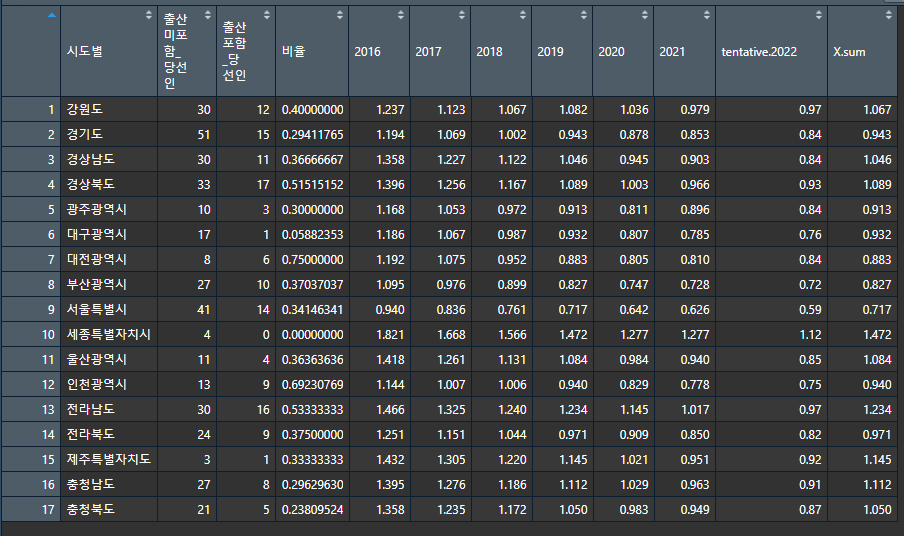 시도별 출산미포함_당선인 출산포함_당선인 비율 2016 2017 2018 2019 2020 2021 tentative.2022 X.sum
1 강원도 30 12 0.40000000 1.237 1.123 1.067 1.082 1.036 0.979 0.97 1.067
2 경기도 51 15 0.29411765 1.194 1.069 1.002 0.943 0.878 0.853 0.84 0.943
3 경상남도 30 11 0.36666667 1.358 1.227 1.122 1.046 0.945 0.903 0.84 1.046
4 경상북도 33 17 0.51515152 1.396 1.256 1.167 1.089 1.003 0.966 0.93 1.089
5 광주광역시 10 3 0.30000000 1.168 1.053 0.972 0.913 0.811 0.896 0.84 0.913
6 대구광역시 17 1 0.05882353 1.186 1.067 0.987 0.932 0.807 0.785 0.76 0.932
7 대전광역시 8 6 0.75000000 1.192 1.075 0.952 0.883 0.805 0.810 0.84 0.883
8 부산광역시 27 10 0.37037037 1.095 0.976 0.899 0.827 0.747 0.728 0.72 0.827
9 서울특별시 41 14 0.34146341 0.940 0.836 0.761 0.717 0.642 0.626 0.59 0.717
10 세종특별자치시 4 0 0.00000000 1.821 1.668 1.566 1.472 1.277 1.277 1.12 1.472
11 울산광역시 11 4 0.36363636 1.418 1.261 1.131 1.084 0.984 0.940 0.85 1.084
12 인천광역시 13 9 0.69230769 1.144 1.007 1.006 0.940 0.829 0.778 0.75 0.940
13 전라남도 30 16 0.53333333 1.466 1.325 1.240 1.234 1.145 1.017 0.97 1.234
14 전라북도 24 9 0.37500000 1.251 1.151 1.044 0.971 0.909 0.850 0.82 0.971
15 제주특별자치도 3 1 0.33333333 1.432 1.305 1.220 1.145 1.021 0.951 0.92 1.145
16 충청남도 27 8 0.29629630 1.395 1.276 1.186 1.112 1.029 0.963 0.91 1.112
17 충청북도 21 5 0.23809524 1.358 1.235 1.172 1.050 0.983 0.949 0.87 1.050